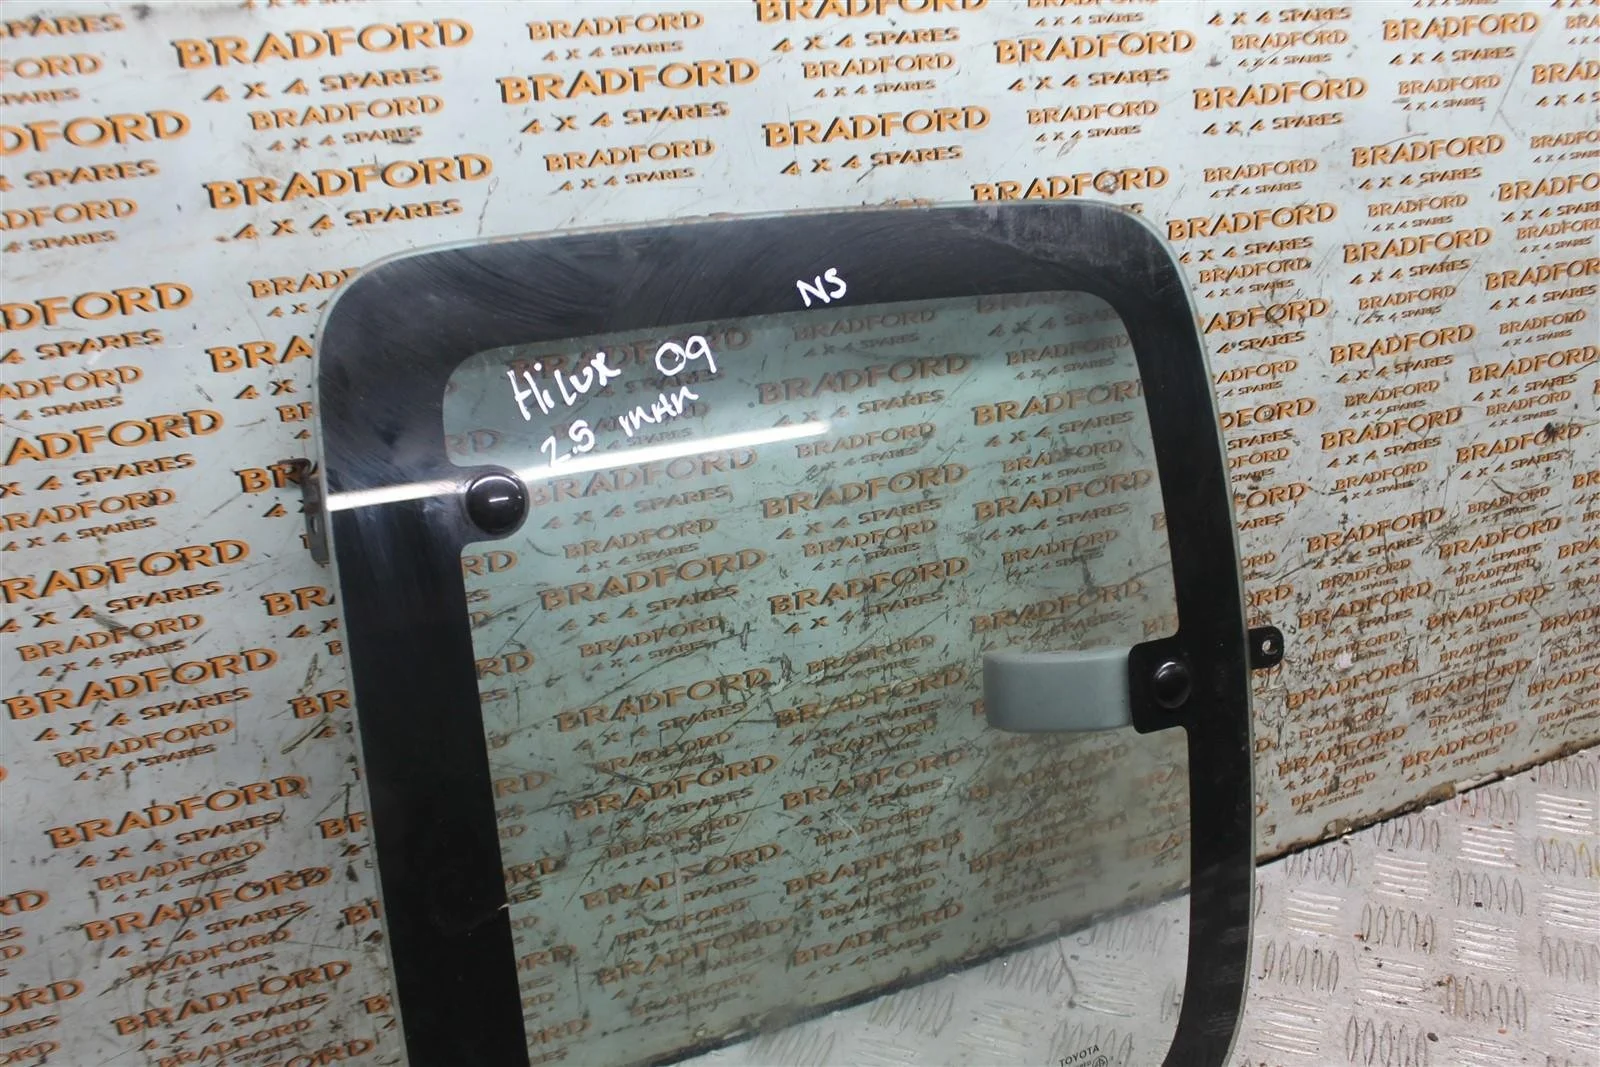 BRADFORD
4 X 4 SPARES
NS
HiLux 09
2.5 MAN
TOYOTA